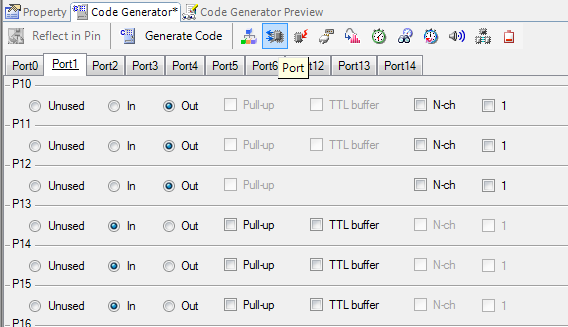 Property Code Generator* Code Generator Preview
Reflect in Pin Generate Code
Port0 Port1 Port2 Port3 Port4 Port5 Port6 Port t12 Port13 Port14
P10
Unused In Out Pull-up TTL buffer N-ch 1
P11
Unused In Out Pull-up TTL buffer N-ch 1
P12
Unused In Out Pull-up N-ch 1
P13
Unused In Out Pull-up TTL buffer N-ch 1
P14
Unused In Out Pull-up TTL buffer N-ch 1
P15
Unused In Out Pull-up TTL buffer N-ch 1
P16